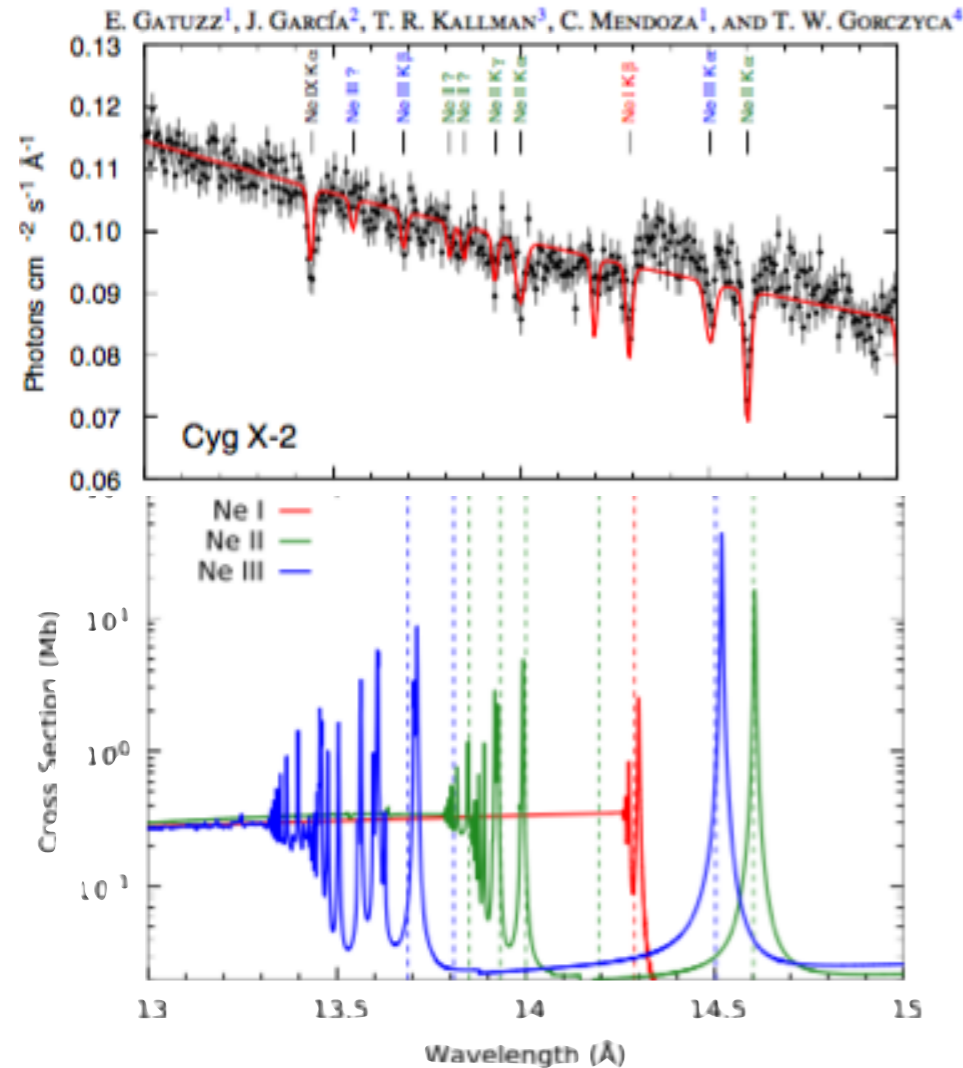 E. GATUZZ¹, J. GARCÍA², T. R. KALLMAN³, C. MENDOZA¹, AND T. W. GORCZYCA⁴
0.13
0.12
0.11
0.10
0.09
0.08
0.07
0.06
Photons cm ⁻² s⁻¹ Å⁻¹
Ne IX Kα
Ne III ?
Ne III Kβ
Ne II ?
Ne II ?
Ne II Kγ
Ne II Kα
Ne I Kβ
Ne III Kα
Ne II Kα
Cyg X-2
Ne I
Ne II
Ne III
10¹
10⁰
Cross Section (Mb)
13
13.5
14
14.5
15
Wavelength (Å)